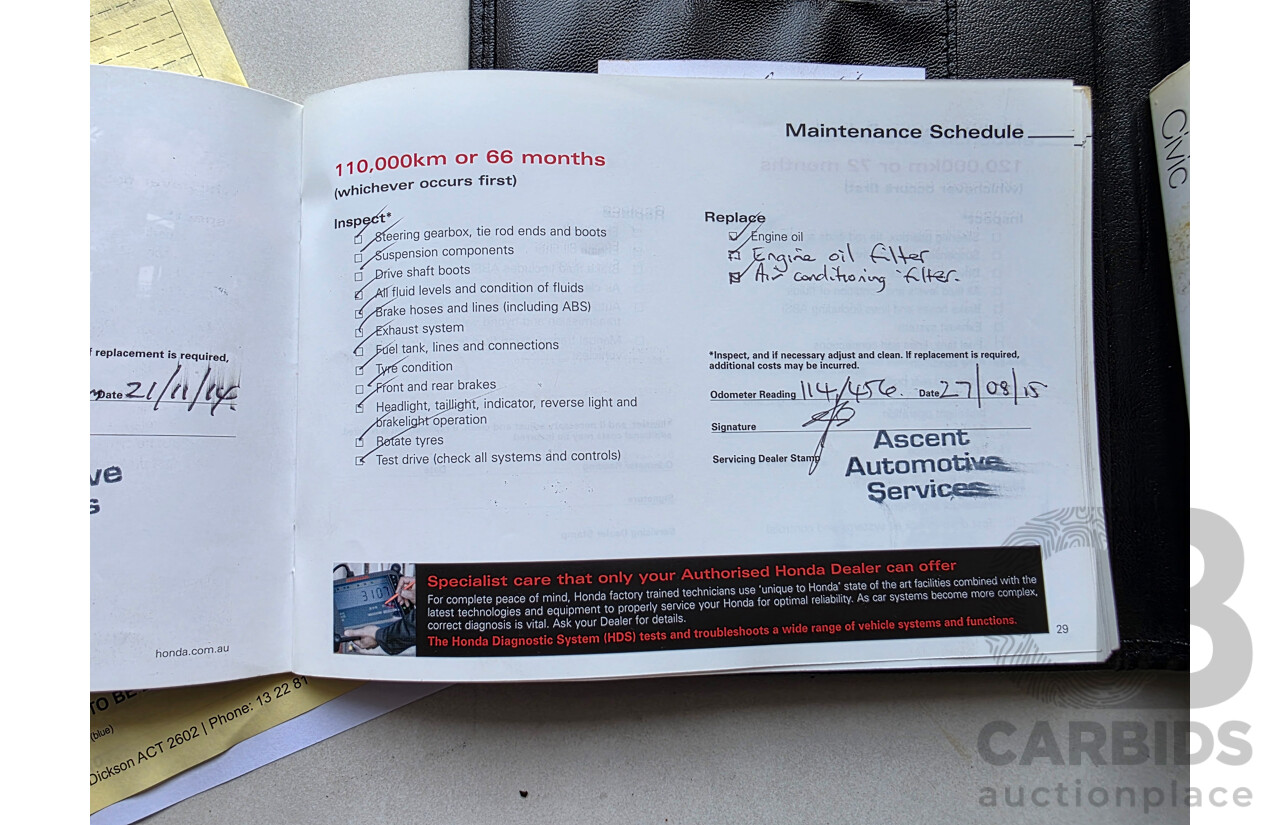 f replacement is required,
Date 21/11/14
ve
s
honda.com.au
Maintenance Schedule
110,000km or 66 months
(whichever occurs first)
Inspect*
Steering gearbox, tie rod ends and boots
Suspension components
Drive shaft boots
All fluid levels and condition of fluids
Brake hoses and lines (including ABS)
Exhaust system
Fuel tank, lines and connections
Tyre condition
Front and rear brakes
Headlight, taillight, indicator, reverse light and
brakelight operation
Rotate tyres
Test drive (check all systems and controls)
Replace
Engine oil
Engine oil filter
Air conditioning filter.
*Inspect, and if necessary adjust and clean. If replacement is required,
additional costs may be incurred.
Odometer Reading 114,456. Date 27/08/15
Signature
Servicing Dealer Stamp
Ascent
Automotive
Services
Specialist care that only your Authorised Honda Dealer can offer
For complete peace of mind, Honda factory trained technicians use 'unique to Honda' state of the art facilities combined with the
latest technologies and equipment to properly service your Honda for optimal reliability. As car systems become more complex,
correct diagnosis is vital. Ask your Dealer for details.
The Honda Diagnostic System (HDS) tests and troubleshoots a wide range of vehicle systems and functions.
3107
29
Civic
TO BE
(blue)
Dickson ACT 2602 | Phone: 13 22 81
CARBIDS
auctionplace